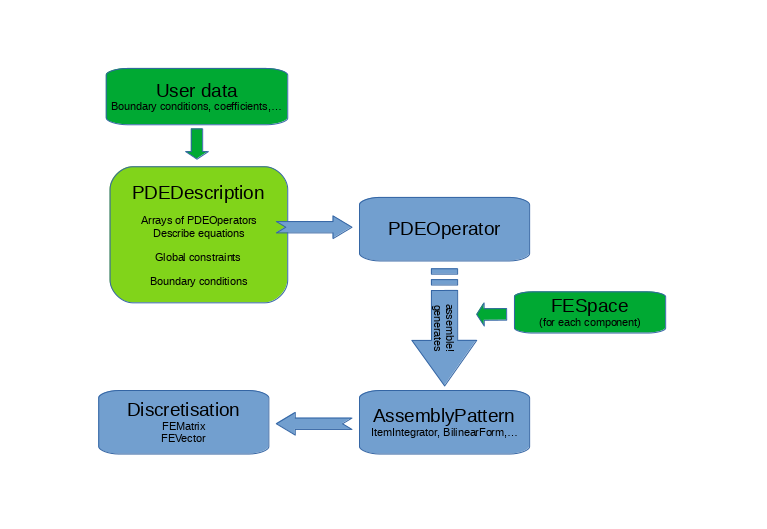 User data
Boundary conditions, coefficients,...
PDEDescription
Arrays of PDEOperators
Describe equations
Global constraints
Boundary conditions
PDEOperator
assemble!
generates
FESpace
(for each component)
AssemblyPattern
ItemIntegrator, BilinearForm,...
Discretisation
FEMatrix
FEVector